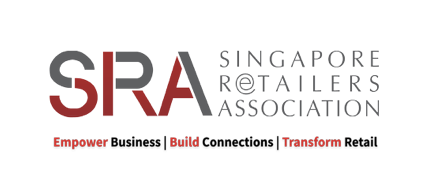 SRA
SINGAPORE
ReTAILERS
ASSOCIATION
Empower Business | Build Connections | Transform Retail